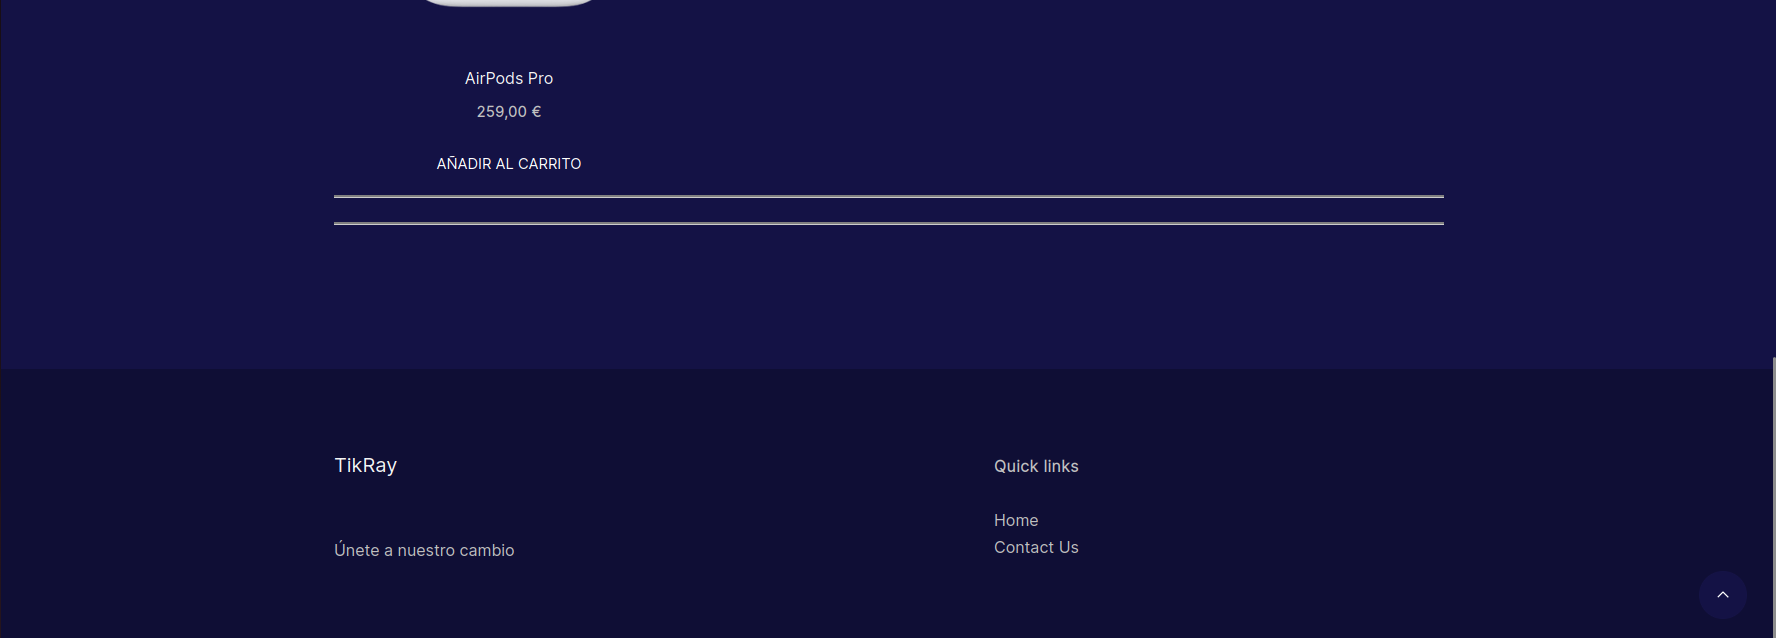 AirPods Pro
259,00 €
AÑADIR AL CARRITO
TikRay
Únete a nuestro cambio
Quick links
Home
Contact Us